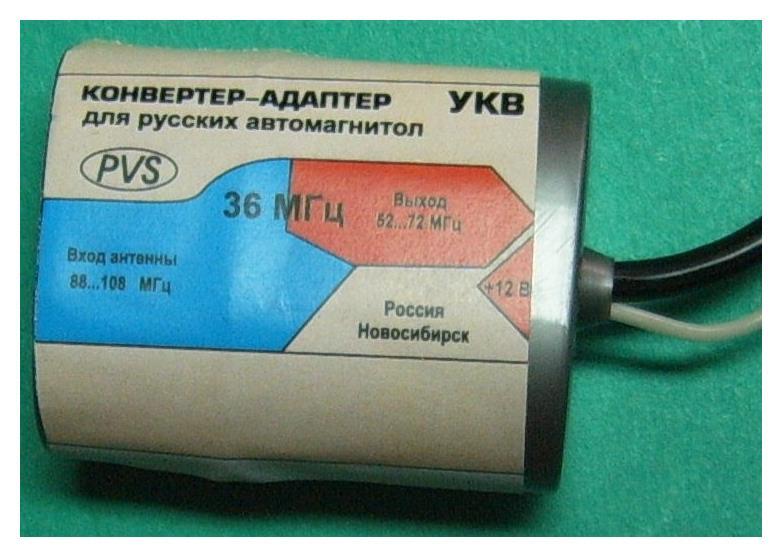 КОНВЕРТЕР-АДАПТЕР УКВ
для русских автомагнитол
PVS
36 МГц
Выход
52...72 МГц
Вход антенны
88...108 МГц
+12 В
Россия
Новосибирск